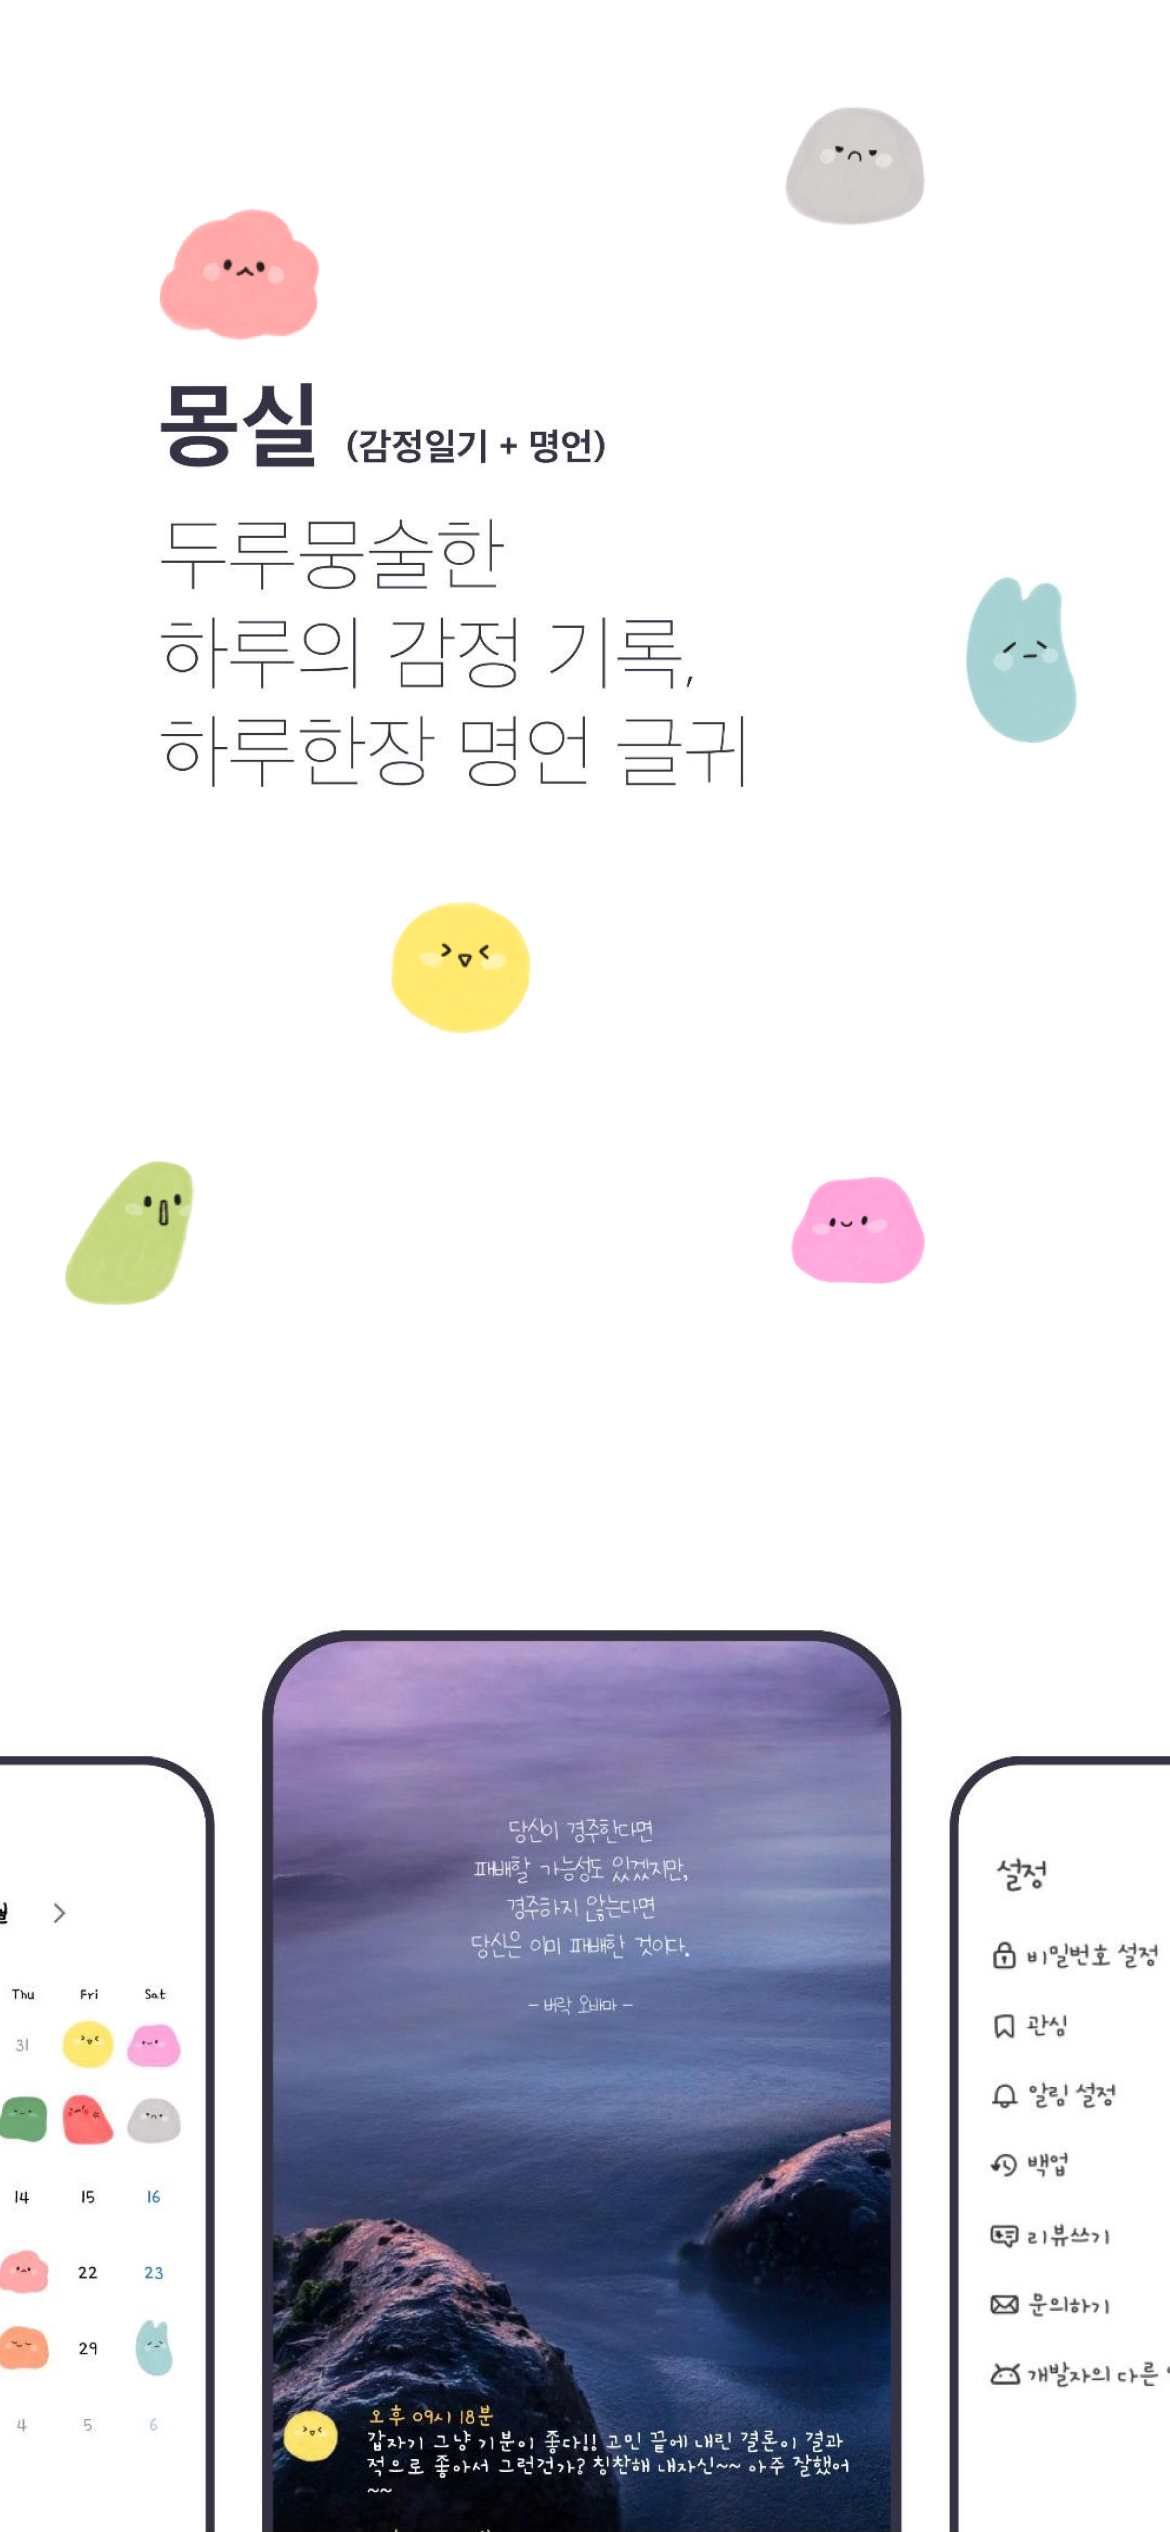 몽실 (감정일기 + 명언)
두루뭉술한
하루의 감정 기록,
하루한장 명언 글귀
Thu Fri Sat
31
14 15 16
22 23
29
4 5 6
당신이 경주한다면
패배할 가능성도 있겠지만,
경주하지 않는다면
당신은 이미 패배한 것이다.
- 버락 오바마 -
오후 09시 18분
갑자기 그냥 기분이 좋다!! 고민 끝에 내린 결론이 결과
적으로 좋아서 그런건가? 칭찬해 내자신~~ 아주 잘했어
~~
설정
비밀번호 설정
관심
알림 설정
백업
리뷰쓰기
문의하기
개발자의 다른